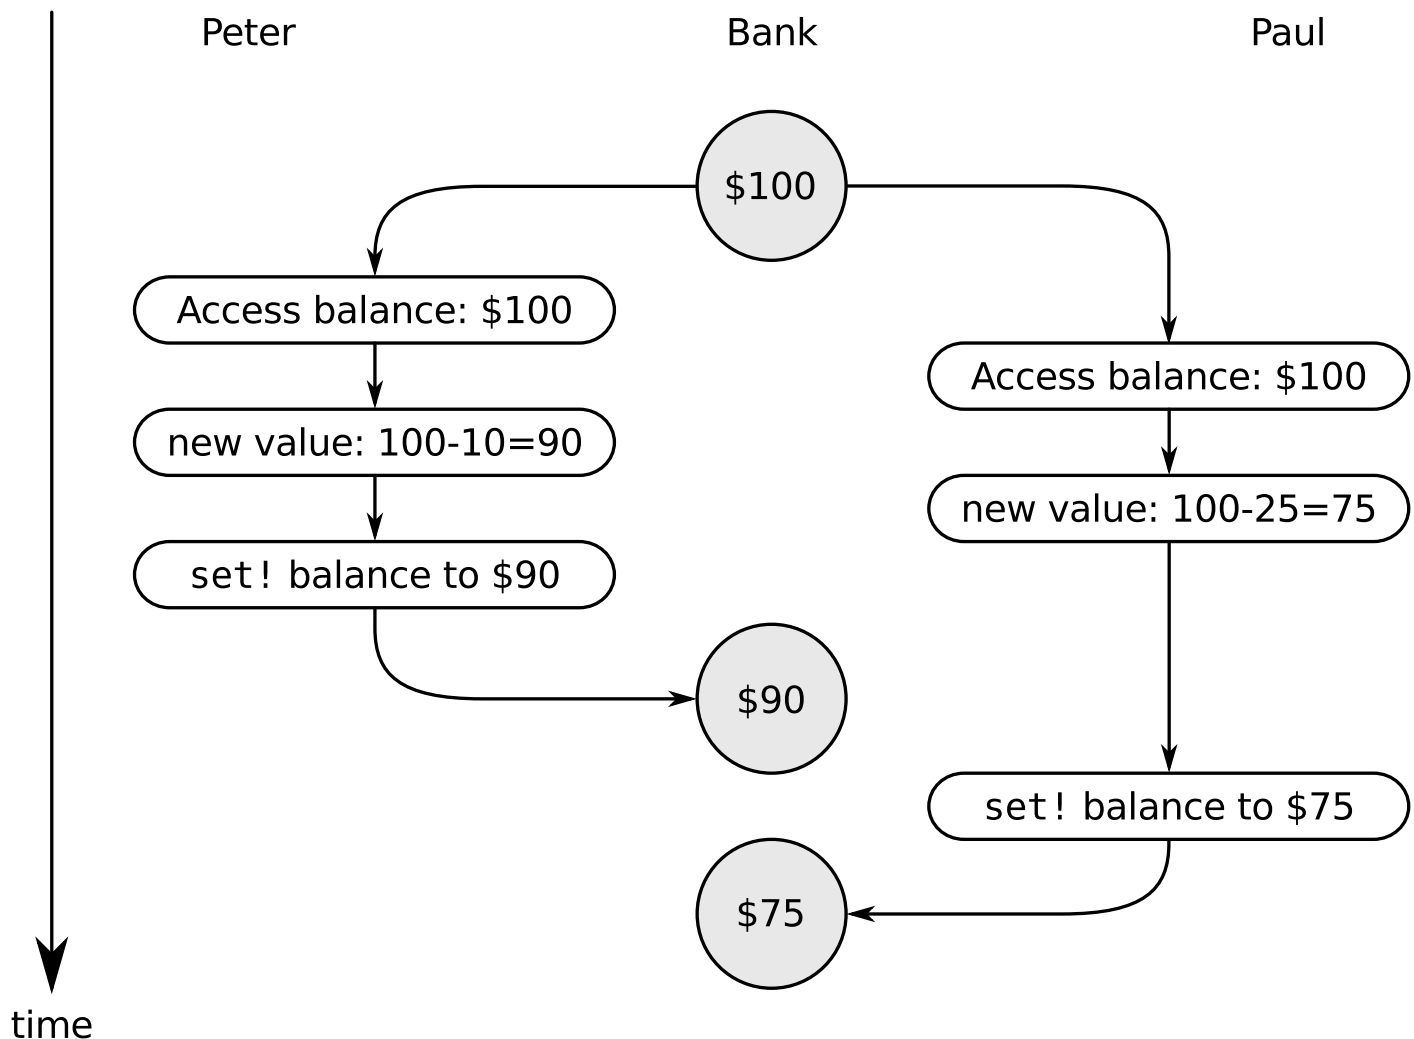 Peter
Bank
Paul
$100
Access balance: $100
Access balance: $100
new value: 100-10=90
new value: 100-25=75
set! balance to $90
$90
set! balance to $75
$75
time